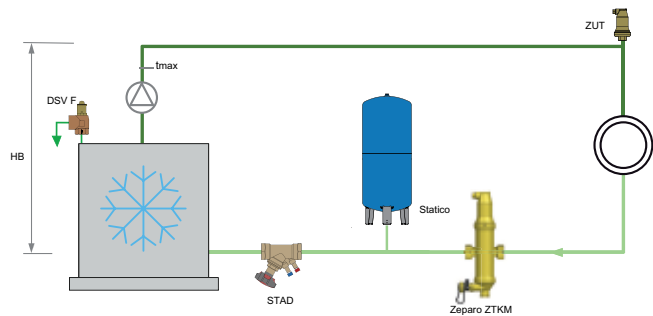 ZUT
tmax
DSV F
HB
Statico
STAD
Zeparo ZTKM